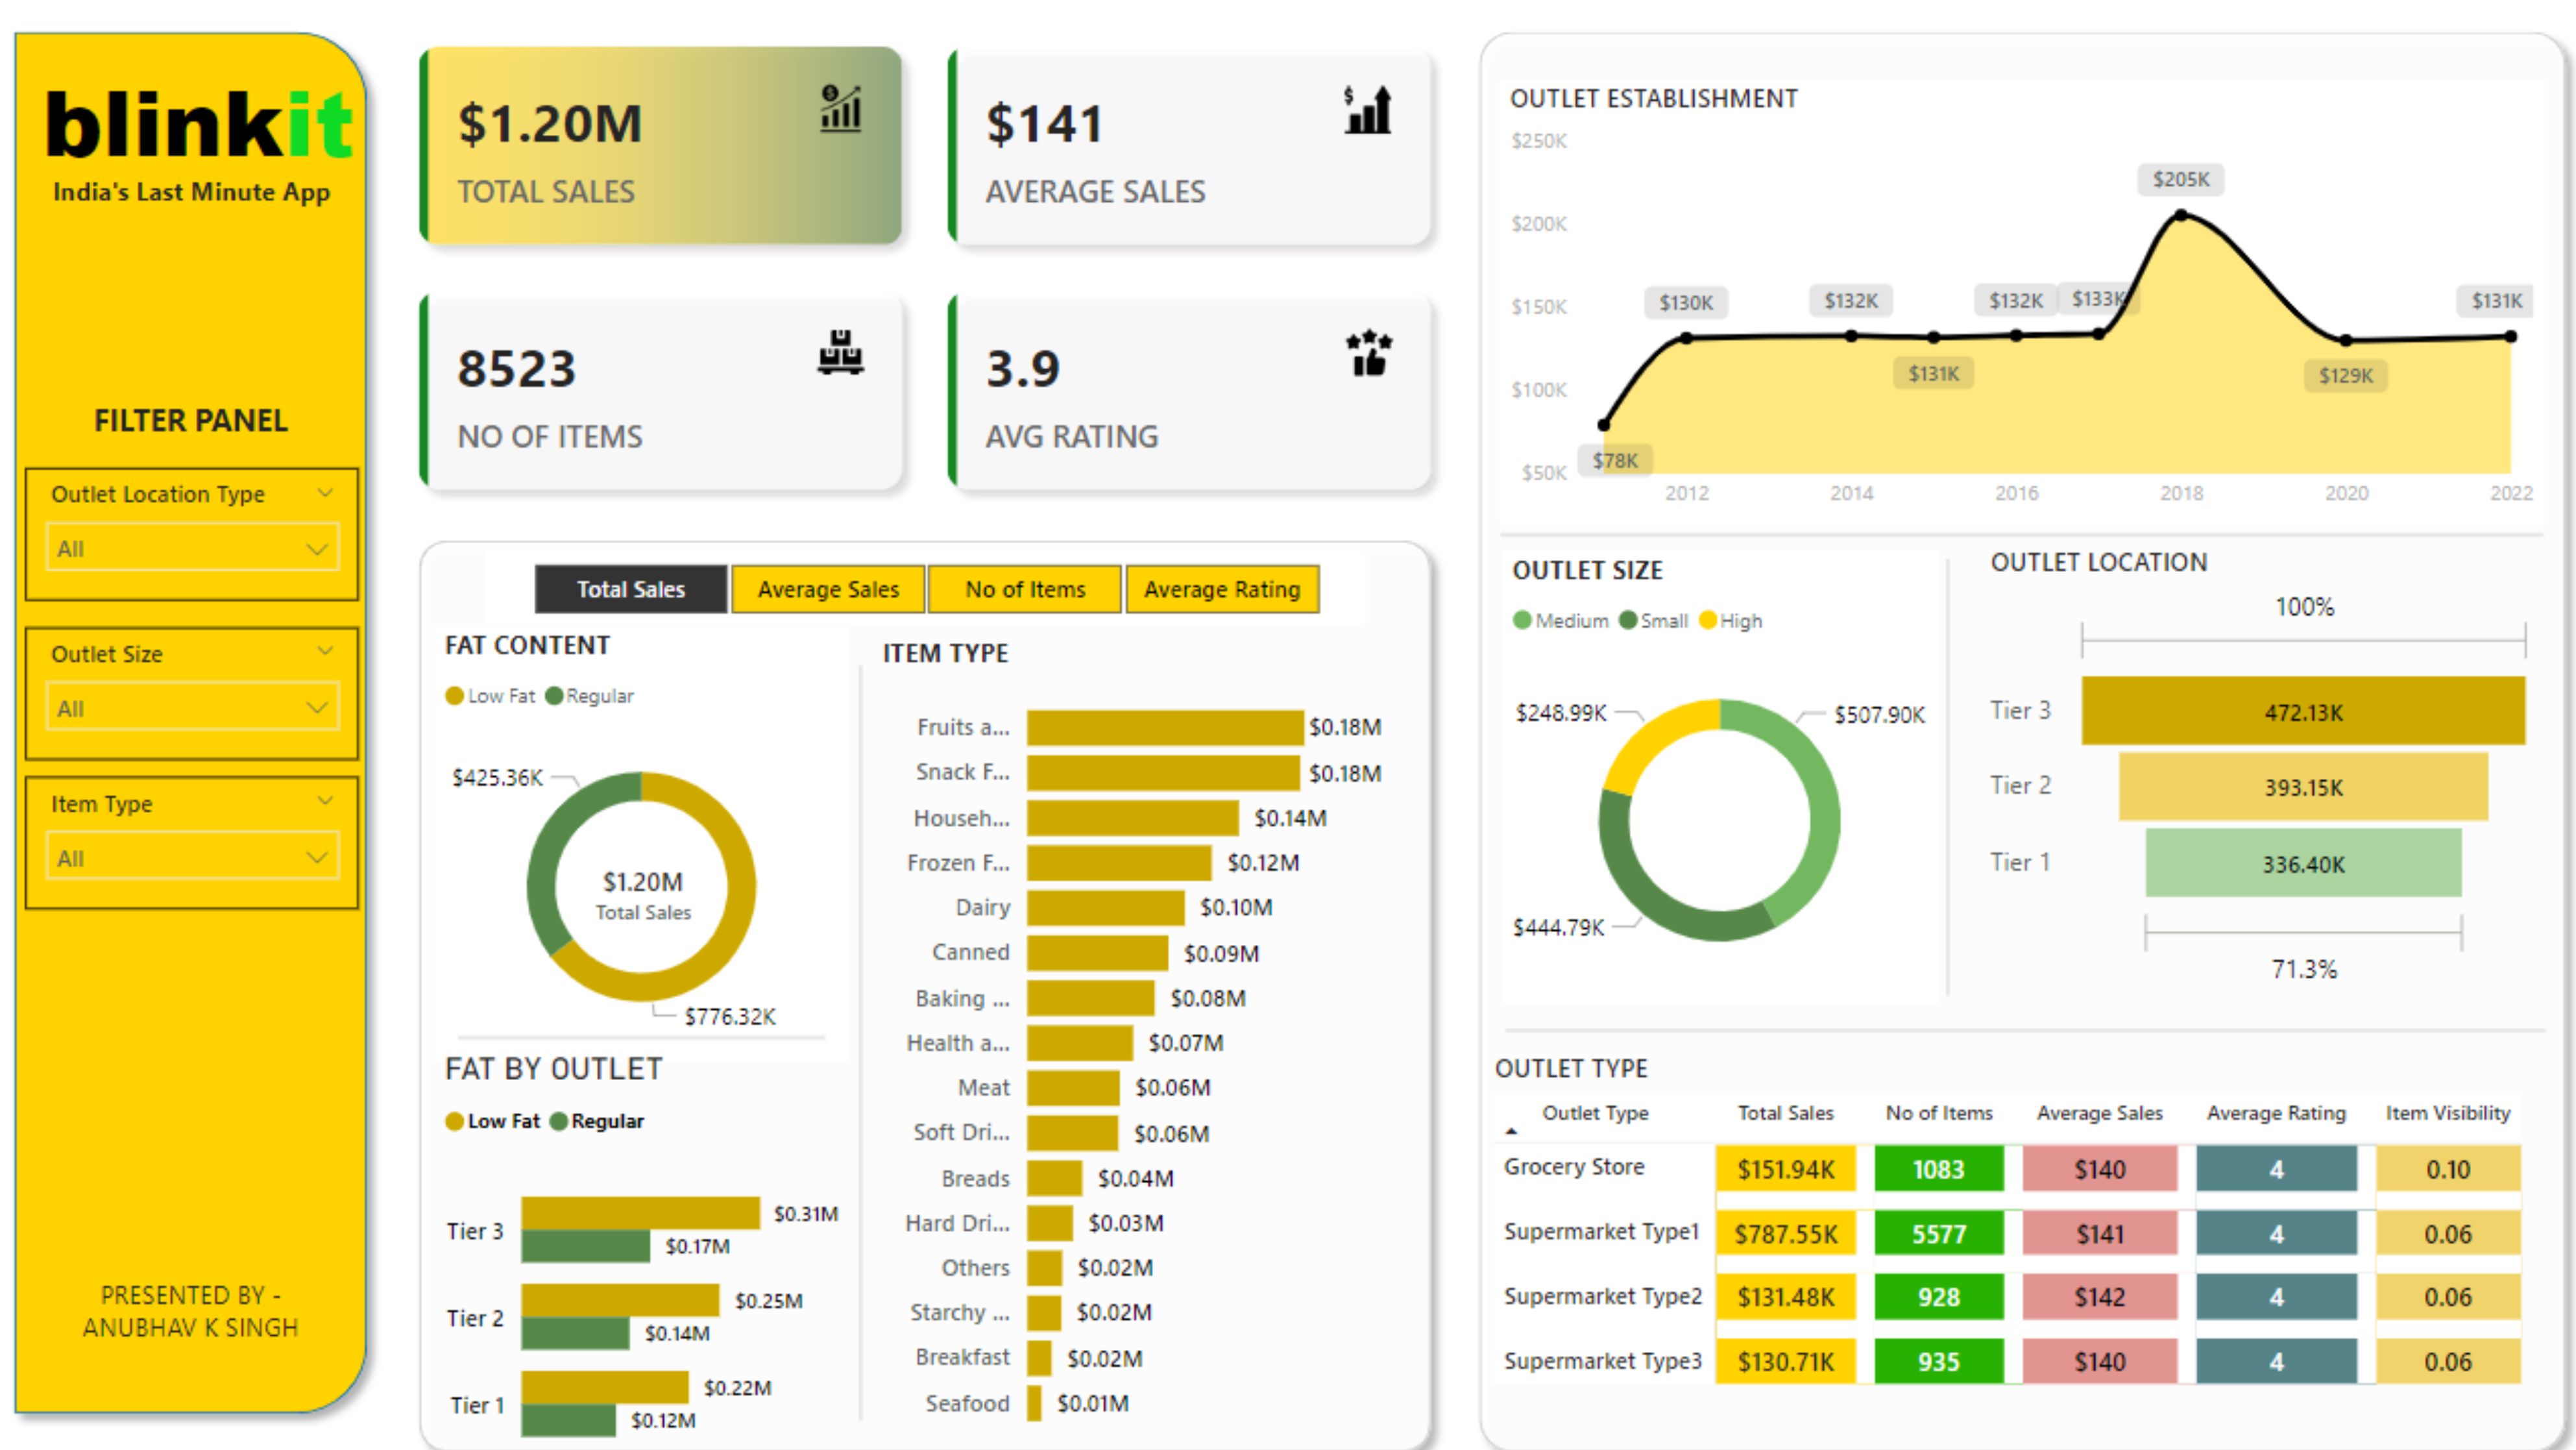 blinkit
India's Last Minute App
FILTER PANEL
Outlet Location Type
All
Outlet Size
All
Item Type
All
PRESENTED BY -
ANUBHAV K SINGH
$1.20M
TOTAL SALES
$141
AVERAGE SALES
8523
NO OF ITEMS
3.9
AVG RATING
Total Sales Average Sales No of Items Average Rating
FAT CONTENT
Low Fat Regular
$425.36K
$1.20M
Total Sales
$776.32K
FAT BY OUTLET
Low Fat Regular
Tier 3 $0.31M
$0.17M
Tier 2 $0.25M
$0.14M
Tier 1 $0.22M
$0.12M
ITEM TYPE
Fruits a... $0.18M
Snack F... $0.18M
Househ... $0.14M
Frozen F... $0.12M
Dairy $0.10M
Canned $0.09M
Baking ... $0.08M
Health a... $0.07M
Meat $0.06M
Soft Dri... $0.06M
Breads $0.04M
Hard Dri... $0.03M
Others $0.02M
Starchy ... $0.02M
Breakfast $0.02M
Seafood $0.01M
OUTLET ESTABLISHMENT
$250K
$200K
$150K
$100K
$50K
$78K
$130K
$132K
$131K
$132K
$133K
$205K
$129K
$131K
2012 2014 2016 2018 2020 2022
OUTLET SIZE
Medium Small High
$248.99K
$507.90K
$444.79K
OUTLET LOCATION
100%
Tier 3 472.13K
Tier 2 393.15K
Tier 1 336.40K
71.3%
OUTLET TYPE
Outlet Type Total Sales No of Items Average Sales Average Rating Item Visibility
Grocery Store $151.94K 1083 $140 4 0.10
Supermarket Type1 $787.55K 5577 $141 4 0.06
Supermarket Type2 $131.48K 928 $142 4 0.06
Supermarket Type3 $130.71K 935 $140 4 0.06